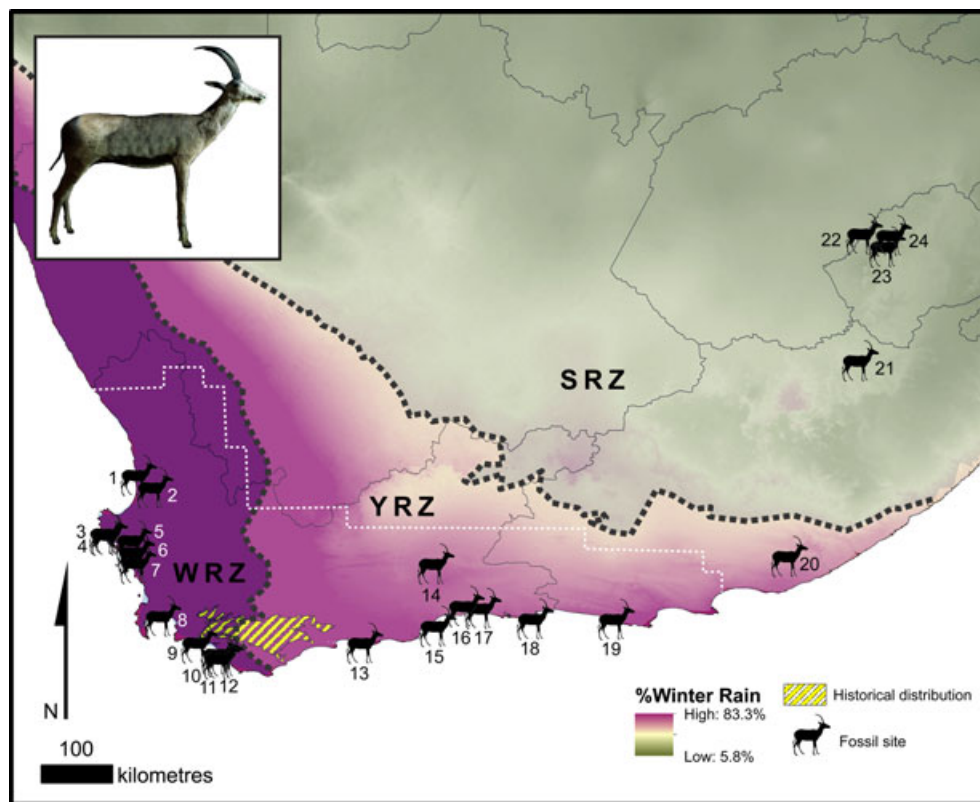 SRZ
YRZ
WRZ
1
2
3
4
5
6
7
8
9
10
11
12
13
14
15
16
17
18
19
20
21
22
23
24
N
100
kilometres
%Winter Rain
High: 83.3%
Low: 5.8%
Historical distribution
Fossil site